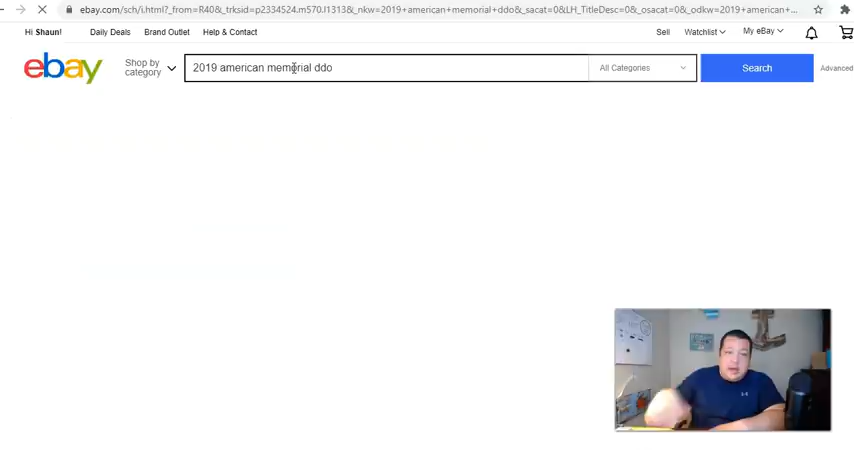 ebay.com/sch/i.html?_from=R40&_trksid=p2334524.m570.l1313&_nkw=2019+american+memorial+ddo&_sacat=0&LH_TitleDesc=0&_osacat=0&_odkw=2019+american+...
Hi Shaun! Daily Deals Brand Outlet Help & Contact Sell Watchlist My eBay
ebay Shop by category 2019 american memorial ddo All Categories Search Advanced